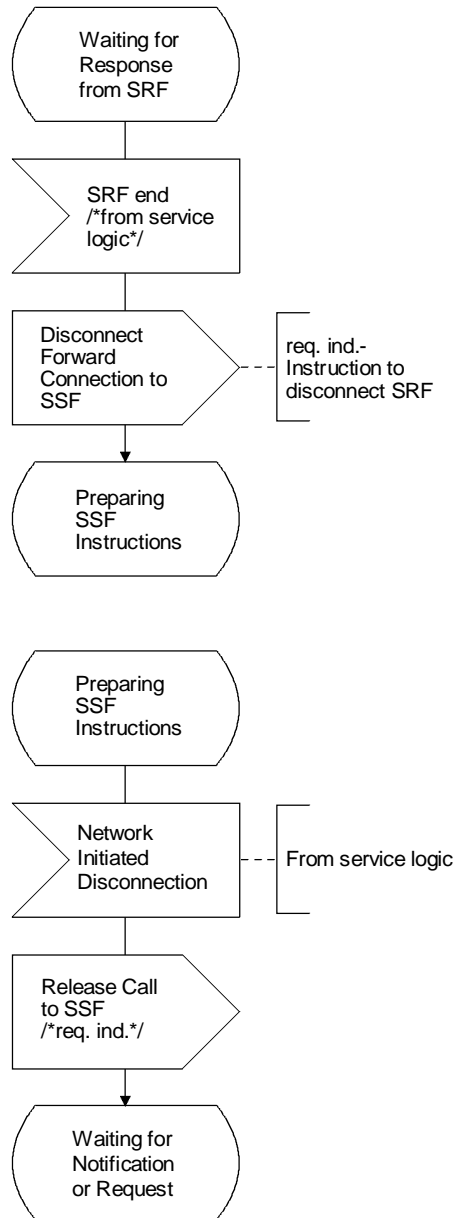 Waiting for
Response
from SRF
SRF end
/*from service
logic*/
Disconnect
Forward
Connection to
SSF
req. ind.-
Instruction to
disconnect SRF
Preparing
SSF
Instructions
Preparing
SSF
Instructions
Network
Initiated
Disconnection
From service logic
Release Call
to SSF
/*req. ind.*/
Waiting for
Notification
or Request